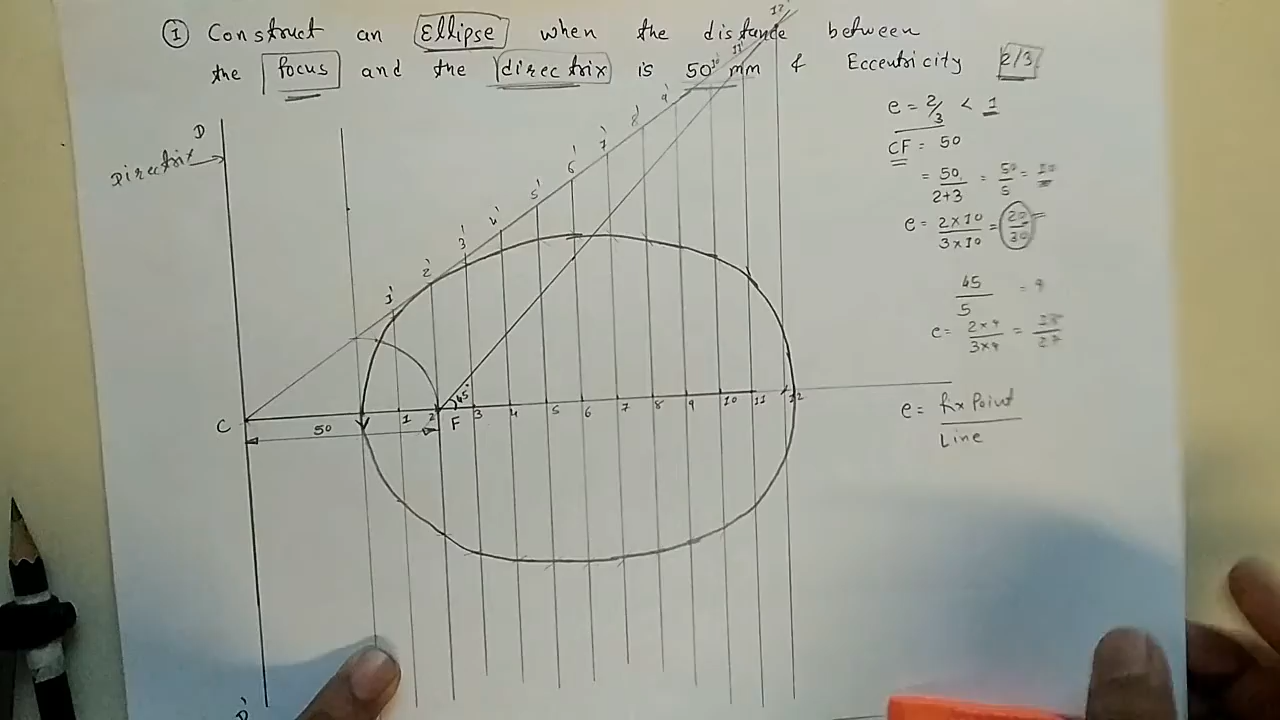 ① Construct an Ellipse when the distance between
the focus and the directrix is 50 mm & Eccentricity 2/3
D
Directrix
e = 2/3 < 1
CF = 50
= 50/2+3 = 50/5 = 10
e = 2×10/3×10 = 20/30
45/5 = 9
e = 2×9/3×9 = 18/27
e = Fix Point/Line
1' 2' 3' 4' 5' 6' 7' 8' 9' 10' 11' 12'
C 1 2 F 45° 3 4 5 6 7 8 9 10 11 12
50
D'